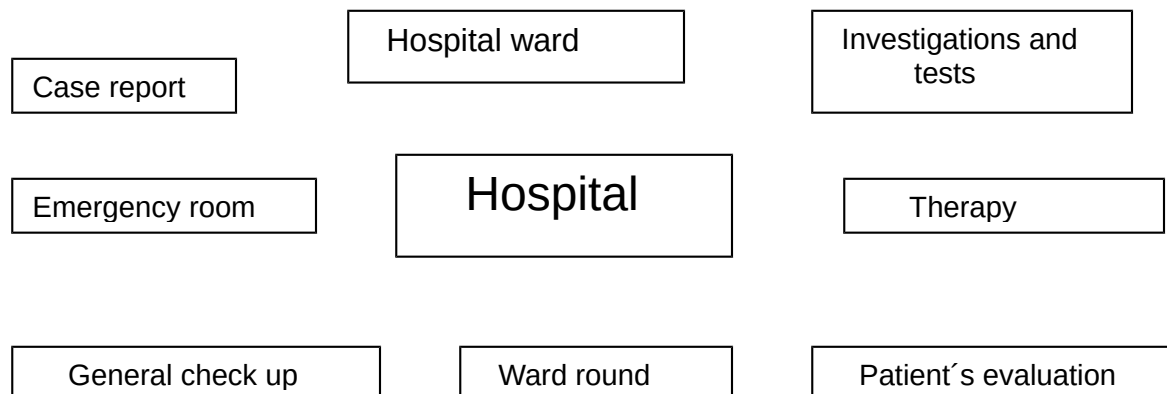 Hospital ward
Investigations and
tests
Case report
Hospital
Emergency room
Therapy
General check up
Ward round
Patient´s evaluation